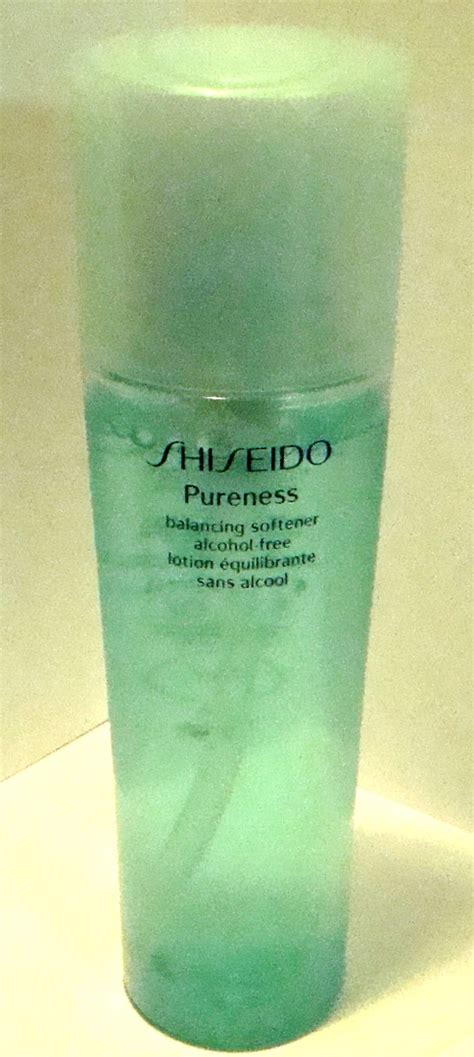 SHISEIDO
Pureness
balancing softener
alcohol-free
lotion équilibrante
sans alcool